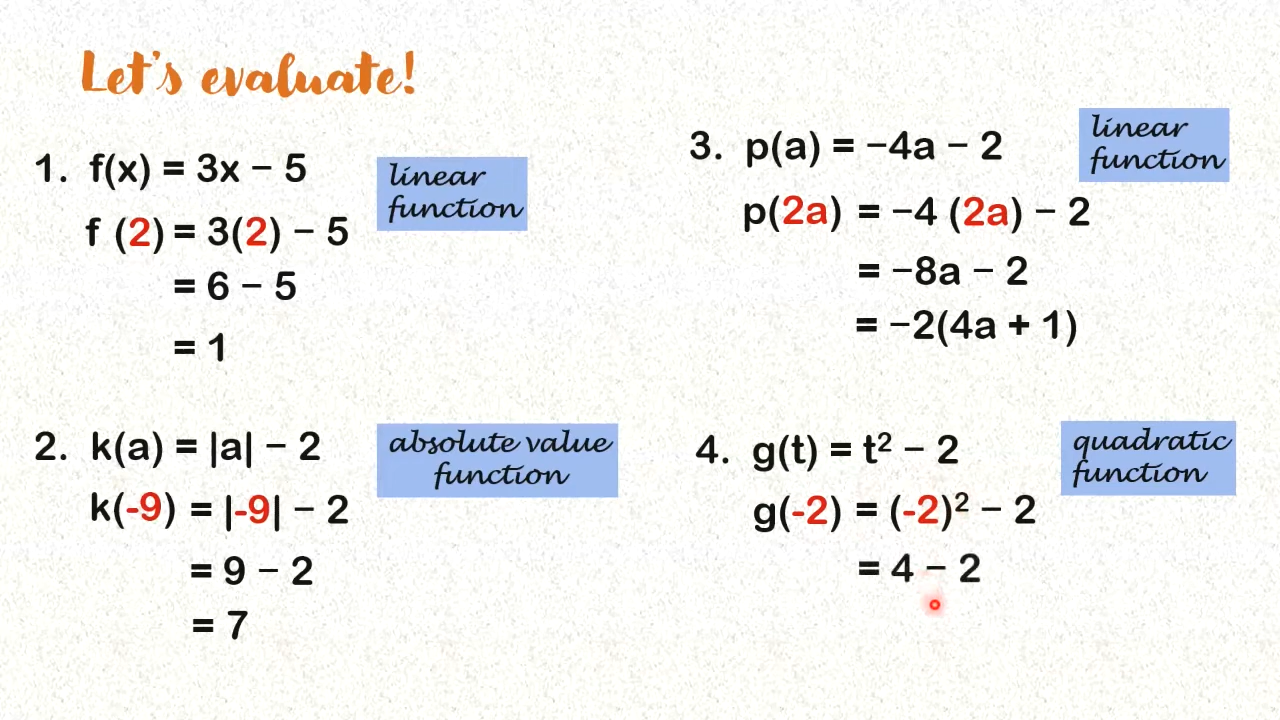 Let's evaluate!
1. f(x) = 3x − 5
linear
function
f (2) = 3(2) − 5
= 6 − 5
= 1
2. k(a) = |a| − 2
absolute value
function
k(-9) = |-9| − 2
= 9 − 2
= 7
3. p(a) = −4a − 2
linear
function
p(2a) = −4 (2a) − 2
= −8a − 2
= −2(4a + 1)
4. g(t) = t² − 2
quadratic
function
g(-2) = (-2)² − 2
= 4 − 2